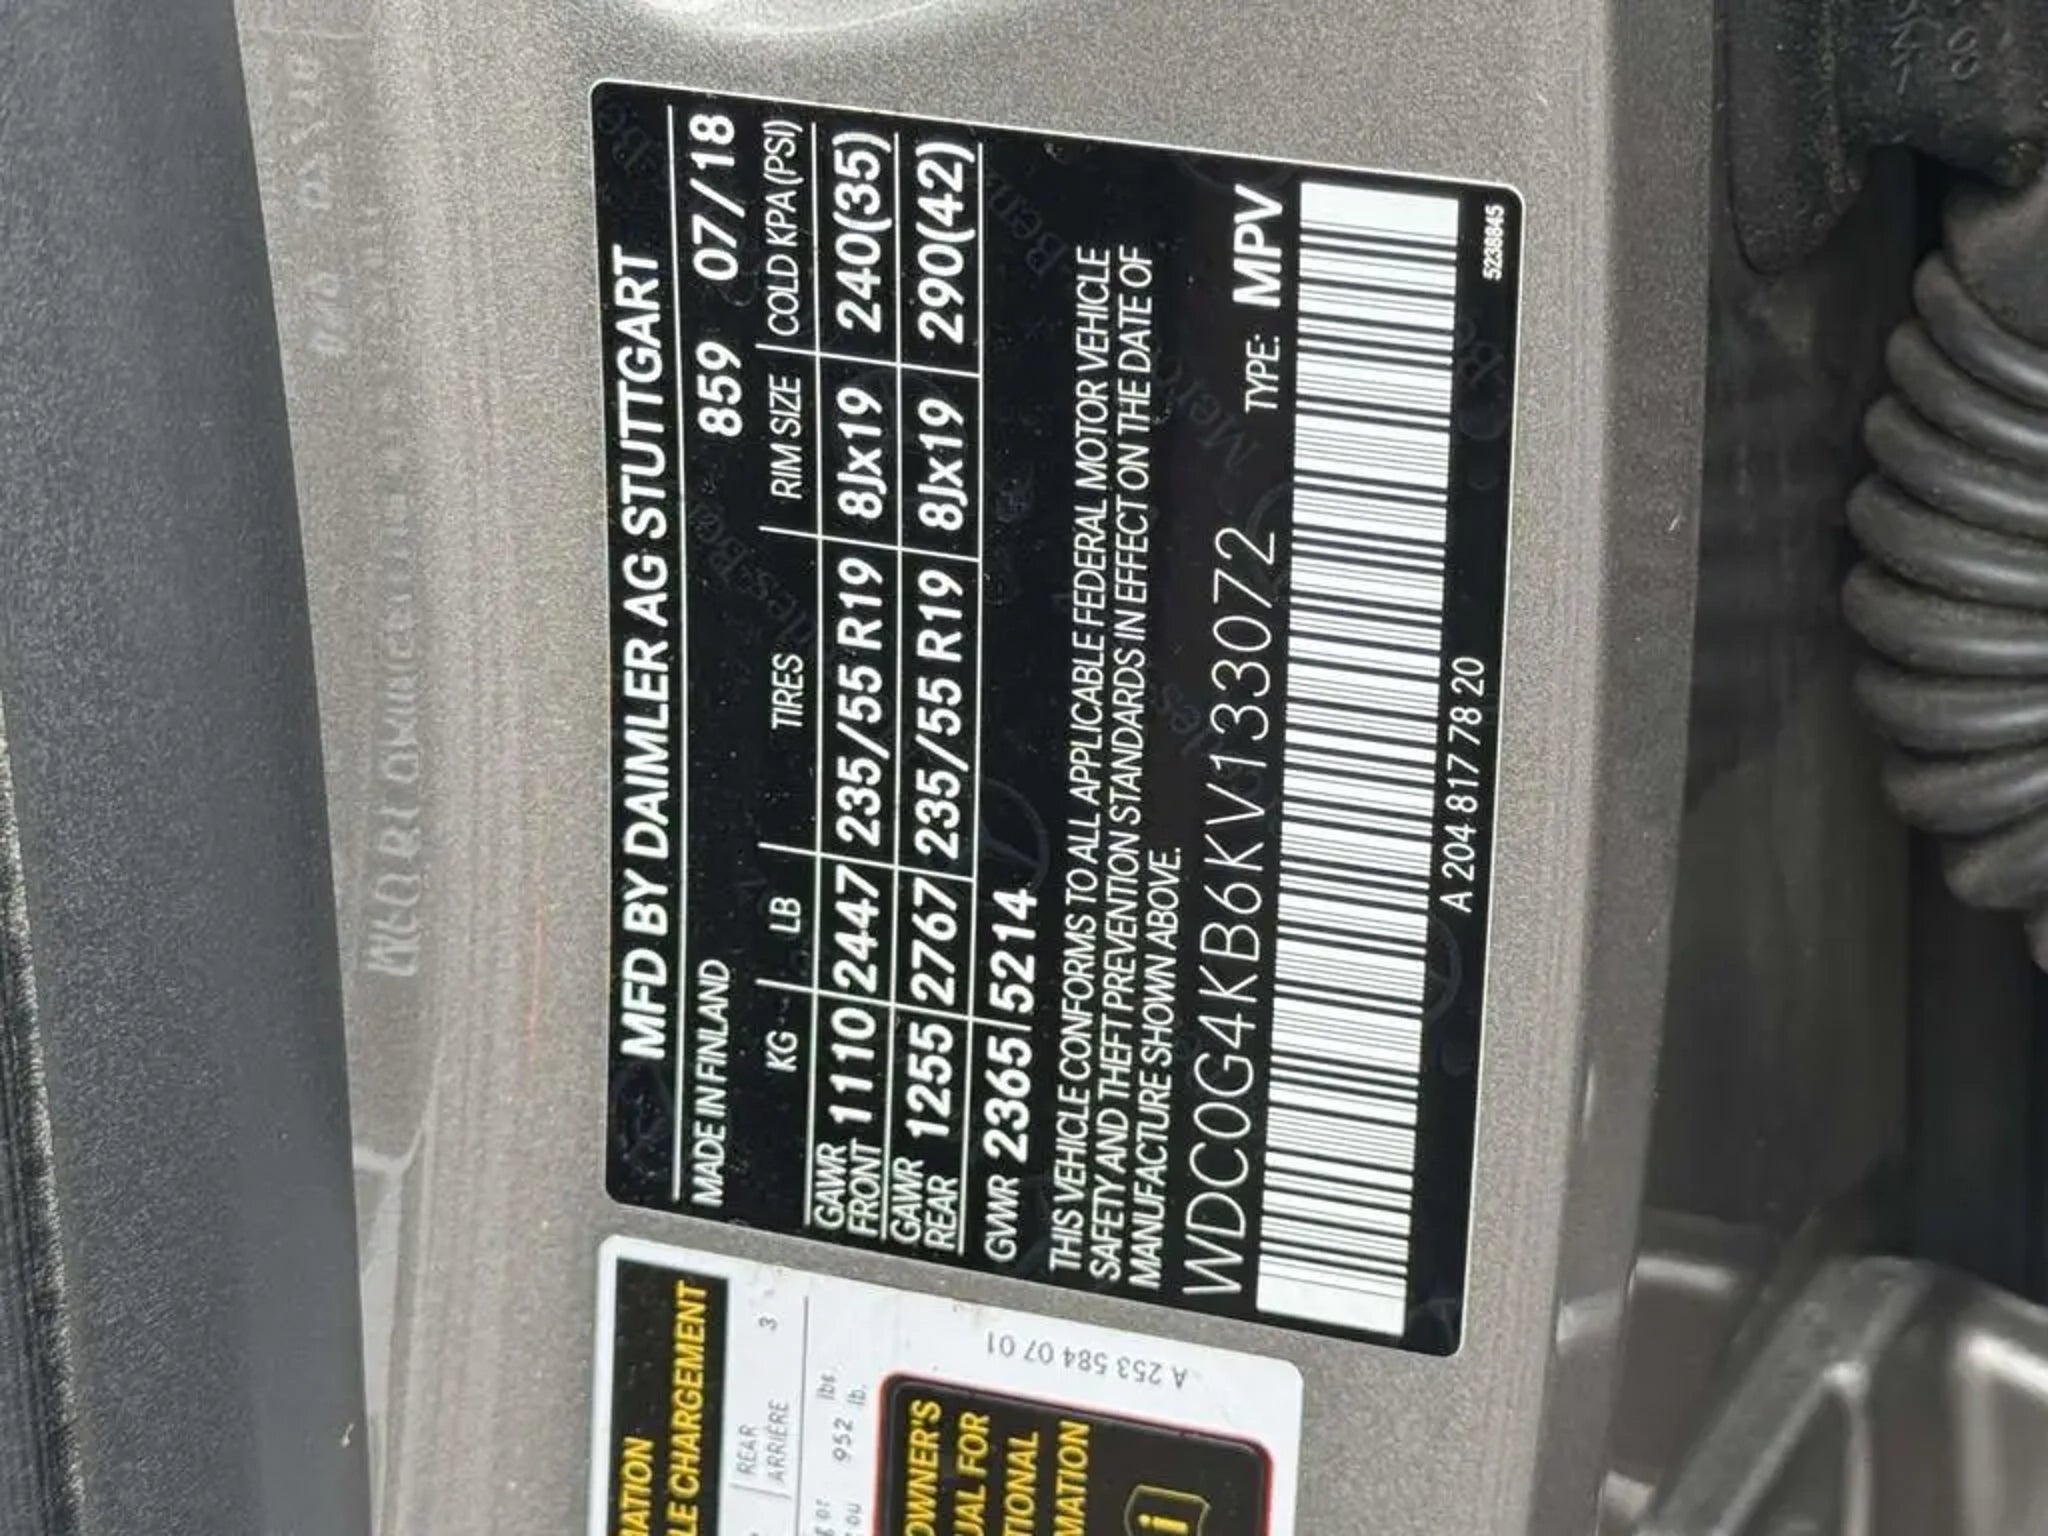 MFD BY DAIMLER AG STUTTGART
MADE IN FINLAND 859 07/18
KG LB TIRES RIM SIZE COLD KPA(PSI)
GAWR FRONT 1110 2447 235/55 R19 8Jx19 240(35)
GAWR REAR 1255 2767 235/55 R19 8Jx19 290(42)
GVWR 2365 5214
THIS VEHICLE CONFORMS TO ALL APPLICABLE FEDERAL MOTOR VEHICLE
SAFETY AND THEFT PREVENTION STANDARDS IN EFFECT ON THE DATE OF
MANUFACTURE SHOWN ABOVE.
WDC0G4KB6KV133072 TYPE: MPV
A 204 817 78 20
5238845
LE CHARGEMENT
REAR 3
ARRIÈRE
952 lbs.
lb.
A 253 584 07 01
OWNER'S
FOR